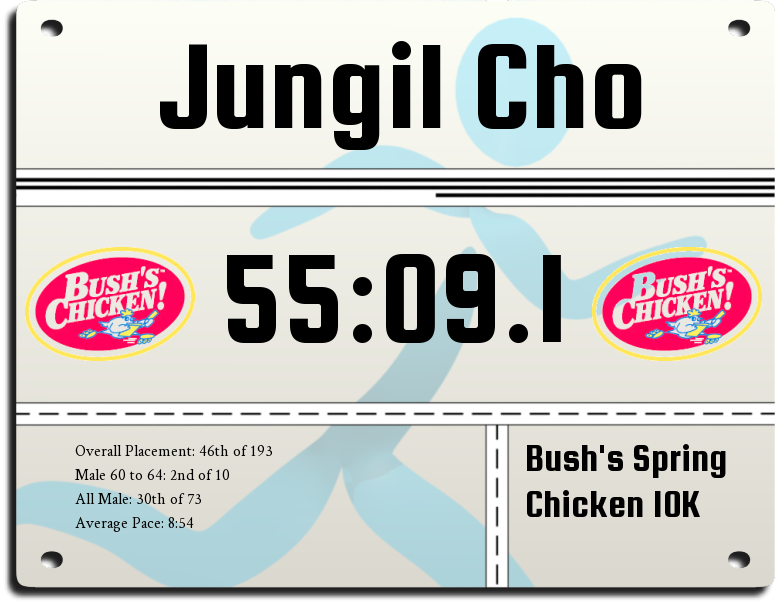 Jungil Cho
BUSH'S
CHICKEN!
55:09.1
BUSH'S
CHICKEN!
Overall Placement: 46th of 193
Male 60 to 64: 2nd of 10
All Male: 30th of 73
Average Pace: 8:54
Bush's Spring
Chicken 10K